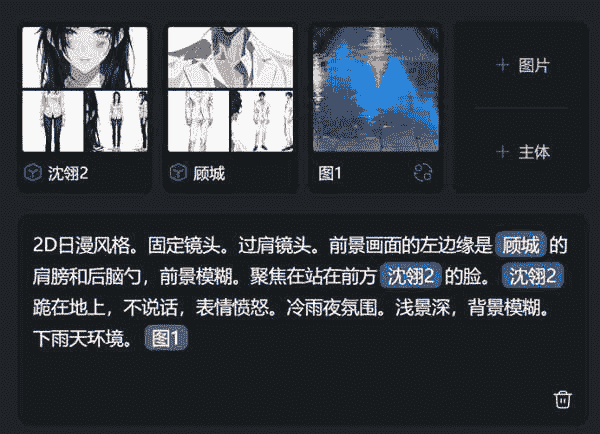 沈翎2
顾城
图1
+ 图片
+ 主体
2D日漫风格。固定镜头。过肩镜头。前景画面的左边缘是 顾城 的
肩膀和后脑勺，前景模糊。聚焦在站在前方 沈翎2 的脸。 沈翎2
跪在地上，不说话，表情愤怒。冷雨夜氛围。浅景深，背景模糊。
下雨天环境。 图1